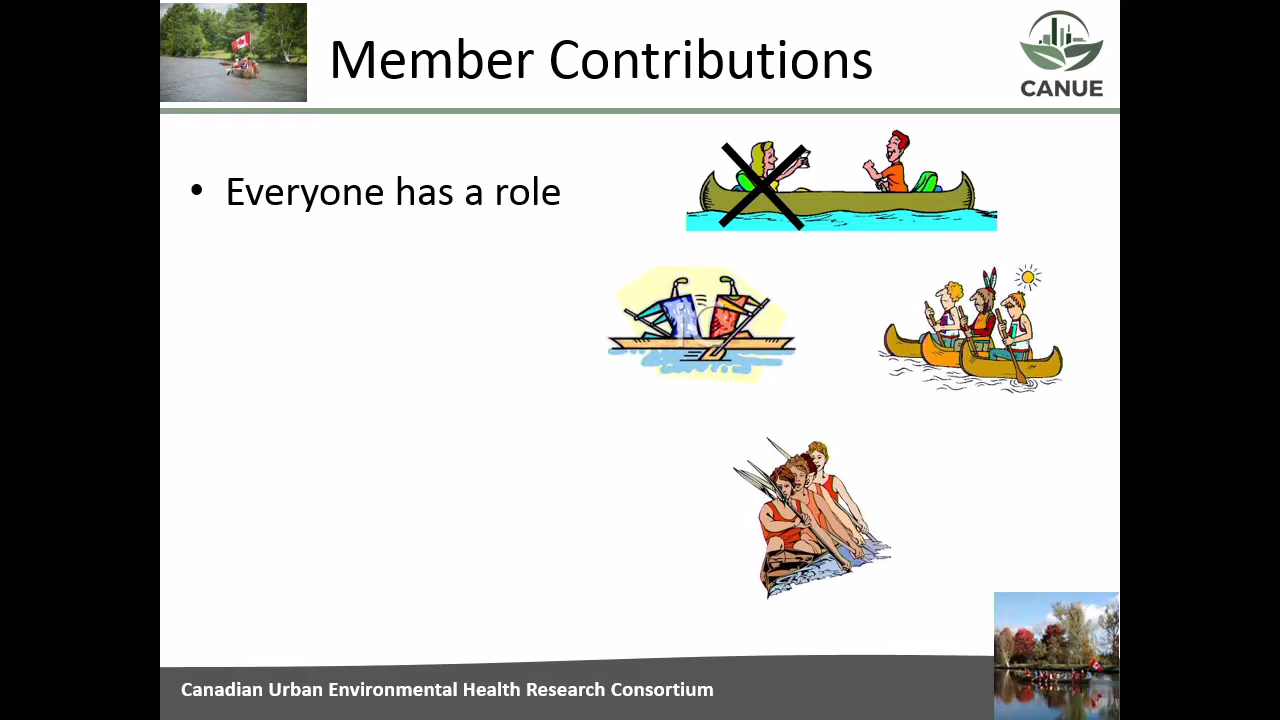 Member Contributions
CANUE
• Everyone has a role
Canadian Urban Environmental Health Research Consortium